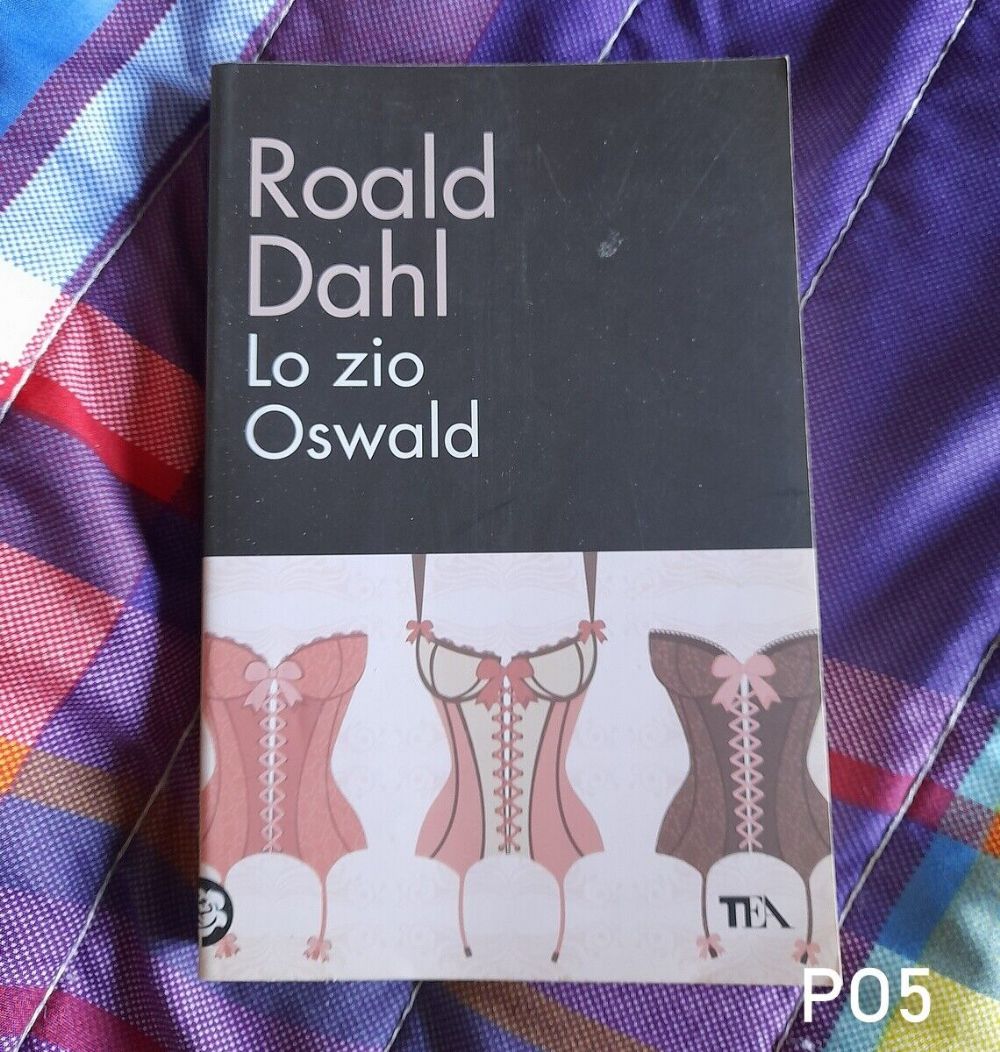 Roald
Dahl
Lo zio
Oswald
TEA
P05